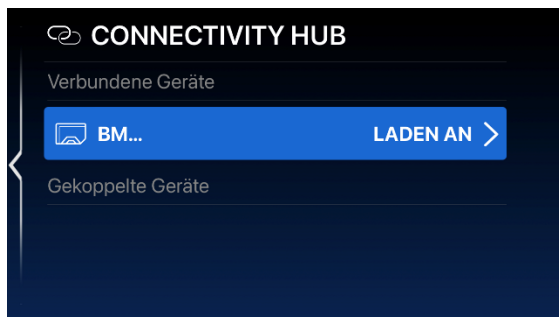 CONNECTIVITY HUB
Verbundene Geräte
BM... LADEN AN
Gekoppelte Geräte